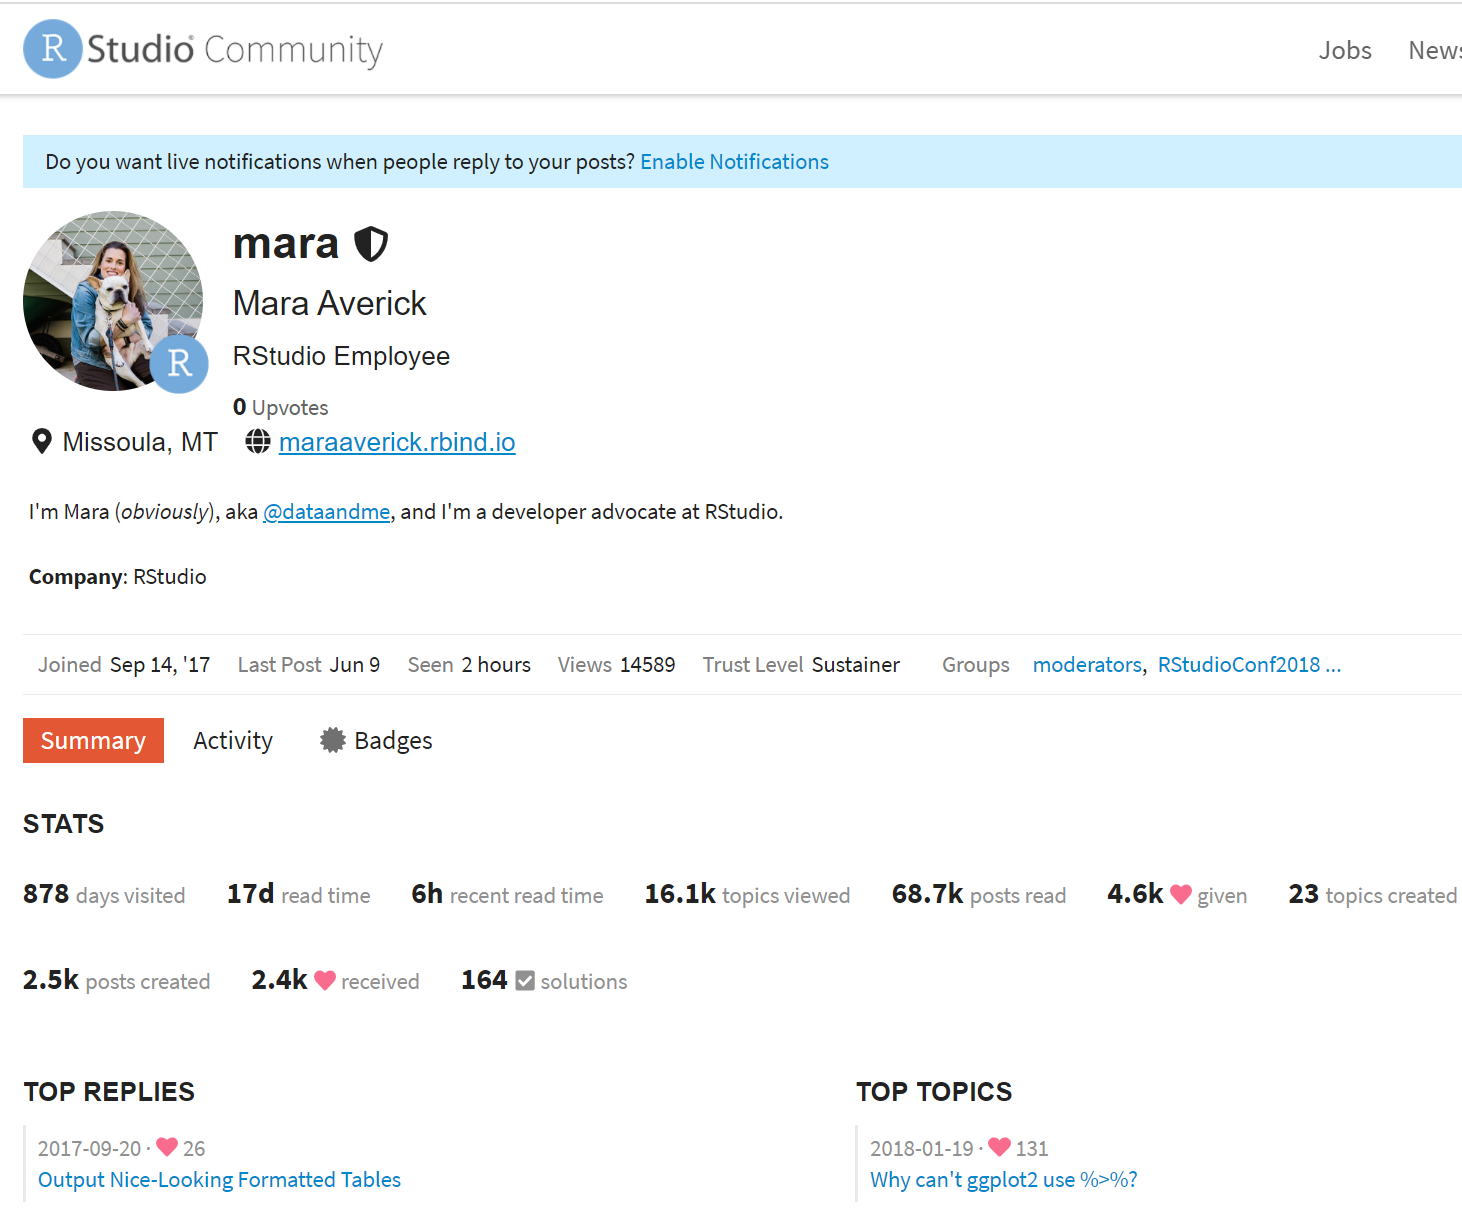 R Studio® Community
Jobs News
Do you want live notifications when people reply to your posts? Enable Notifications
mara
Mara Averick
R
RStudio Employee
0 Upvotes
Missoula, MT maraaverick.rbind.io
I'm Mara (obviously), aka @dataandme, and I'm a developer advocate at RStudio.
Company: RStudio
Joined Sep 14, '17 Last Post Jun 9 Seen 2 hours Views 14589 Trust Level Sustainer Groups moderators, RStudioConf2018 ...
Summary Activity Badges
STATS
878 days visited 17d read time 6h recent read time 16.1k topics viewed 68.7k posts read 4.6k given 23 topics created
2.5k posts created 2.4k received 164 solutions
TOP REPLIES
2017-09-20 · 26
Output Nice-Looking Formatted Tables
TOP TOPICS
2018-01-19 · 131
Why can't ggplot2 use %>%?